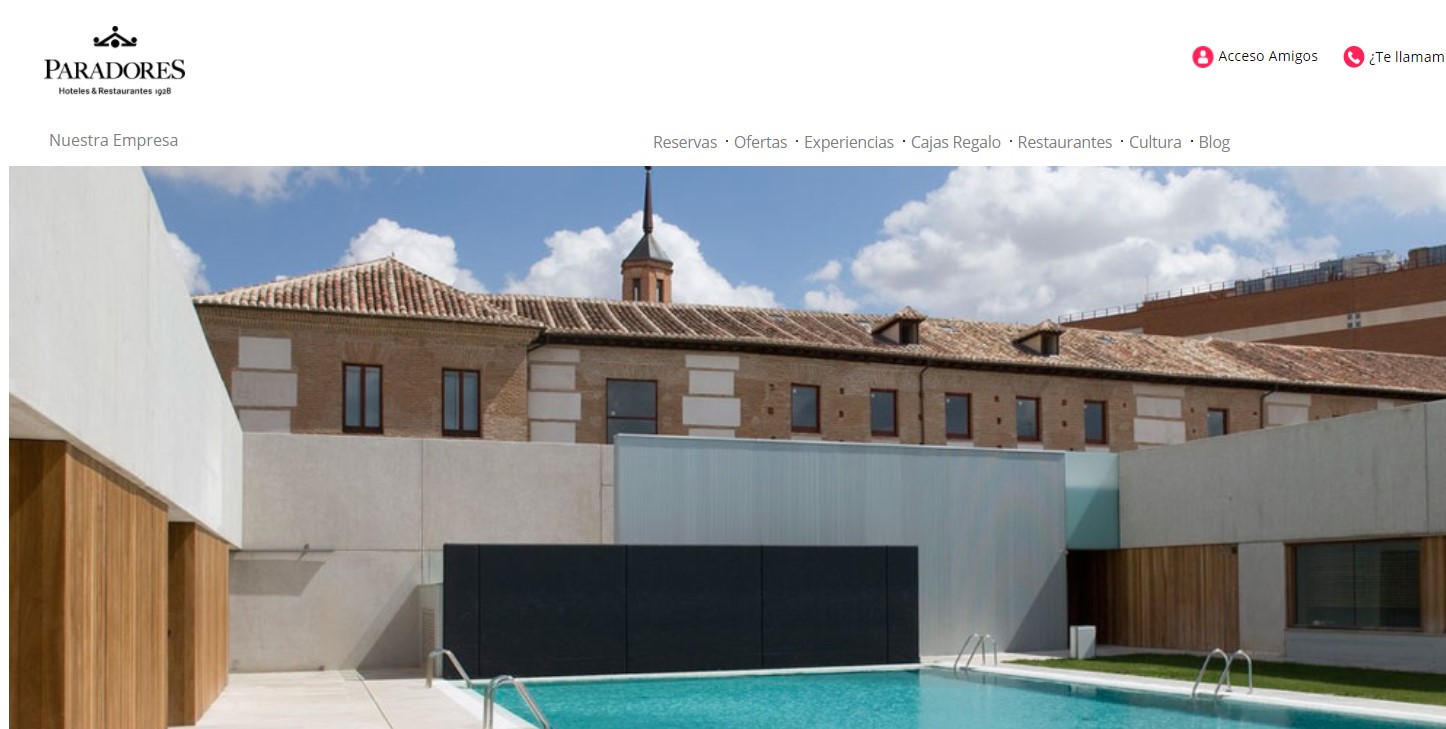 PARADORES
Hoteles & Restaurantes 1928
Acceso Amigos
¿Te llamam
Nuestra Empresa
Reservas · Ofertas · Experiencias · Cajas Regalo · Restaurantes · Cultura · Blog